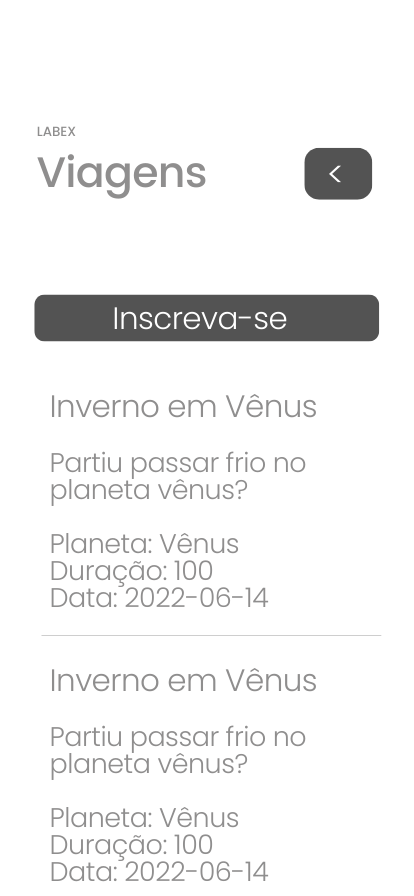 LABEX
Viagens
<
Inscreva-se
Inverno em Vênus
Partiu passar frio no
planeta vênus?
Planeta: Vênus
Duração: 100
Data: 2022-06-14
Inverno em Vênus
Partiu passar frio no
planeta vênus?
Planeta: Vênus
Duração: 100
Data: 2022-06-14